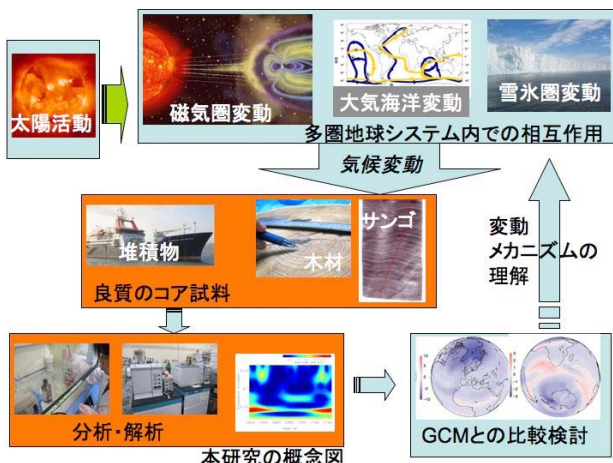 太陽活動
磁気圏変動
大気海洋変動
雪氷圏変動
多圏地球システム内での相互作用
気候変動
堆積物
木材
サンゴ
良質のコア試料
変動
メカニズムの
理解
分析・解析
GCMとの比較検討
本研究の概念図